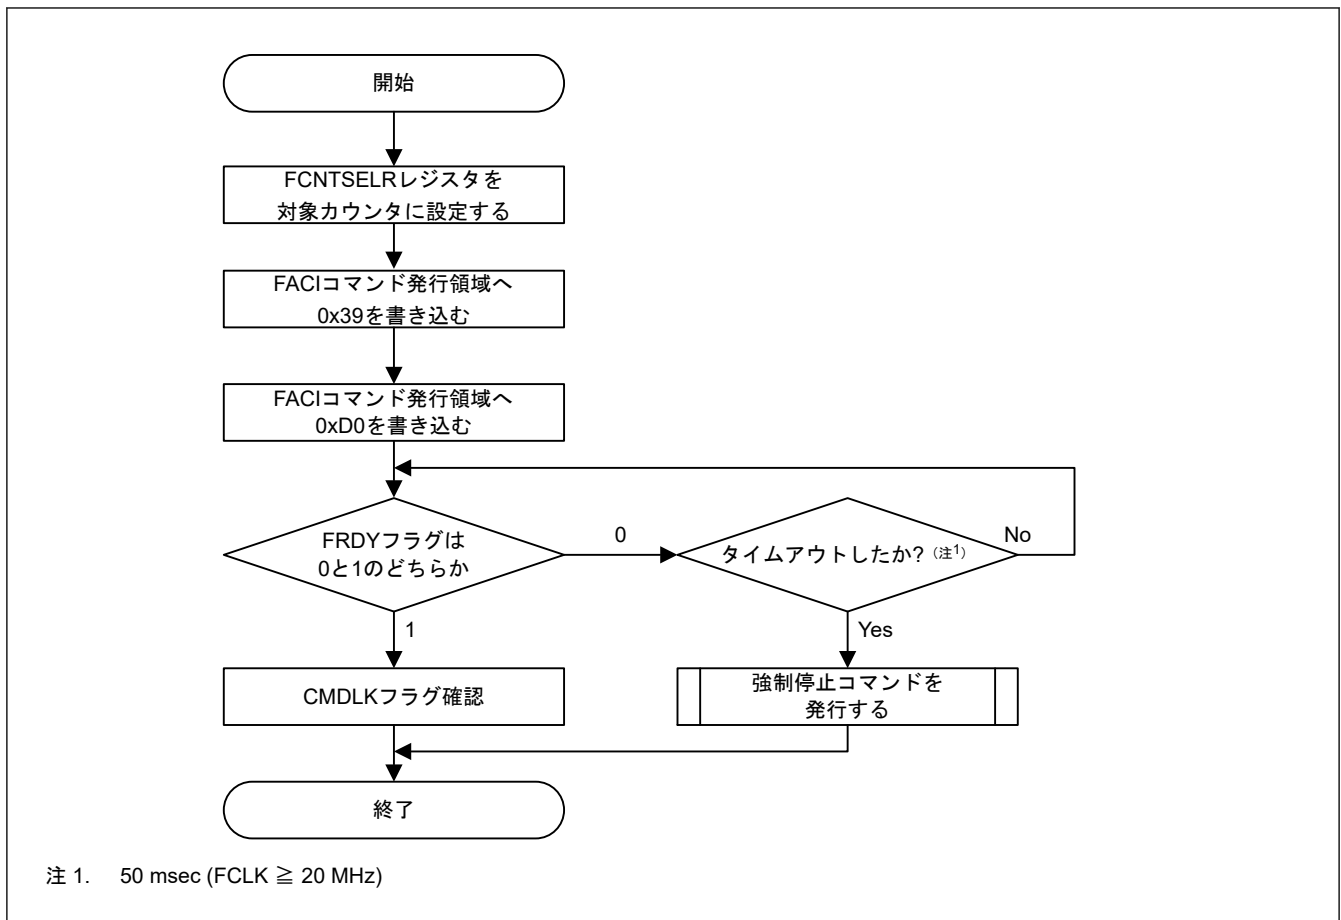 開始
FCNTSELRレジスタを
対象カウンタに設定する
FACIコマンド発行領域へ
0x39を書き込む
FACIコマンド発行領域へ
0xD0を書き込む
FRDYフラグは
0と1のどちらか
0
タイムアウトしたか? (注1)
No
1
Yes
CMDLKフラグ確認
強制停止コマンドを
発行する
終了
注 1. 50 msec (FCLK ≧ 20 MHz)